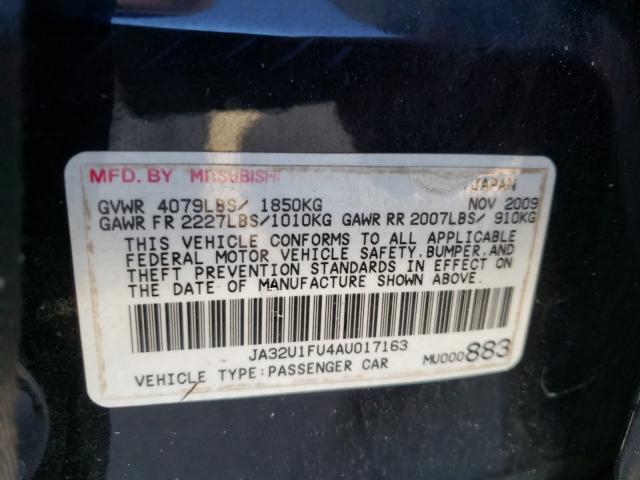 MFD. BY MITSUBISHI JAPAN
GVWR 4079LBS/ 1850KG NOV 2009
GAWR FR 2227LBS/1010KG GAWR RR 2007LBS/ 910KG
THIS VEHICLE CONFORMS TO ALL APPLICABLE
FEDERAL MOTOR VEHICLE SAFETY,BUMPER,AND
THEFT PREVENTION STANDARDS IN EFFECT ON
THE DATE OF MANUFACTURE SHOWN ABOVE.
JA32U1FU4AU017163
VEHICLE TYPE:PASSENGER CAR MU000883